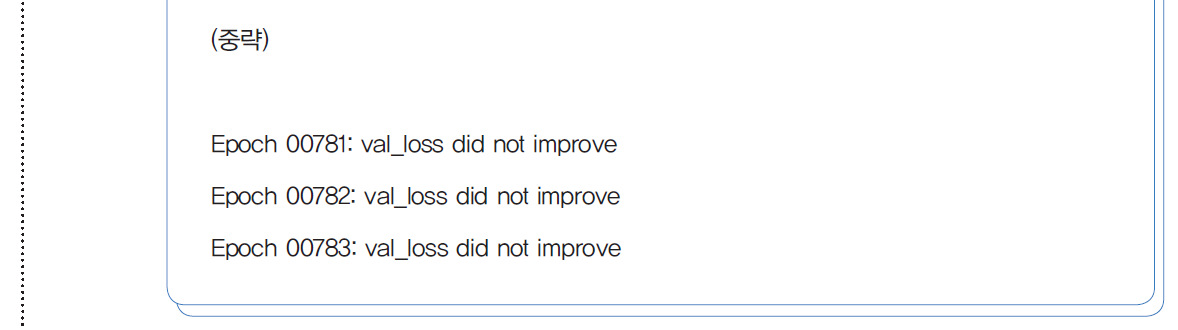 (중략)
Epoch 00781: val_loss did not improve
Epoch 00782: val_loss did not improve
Epoch 00783: val_loss did not improve